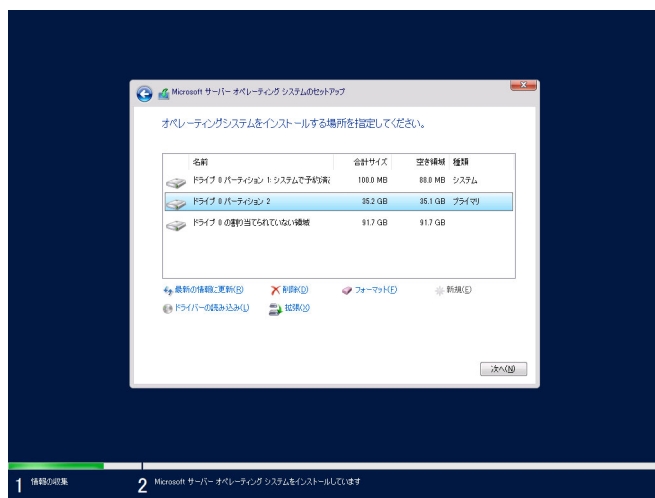 Microsoft サーバー オペレーティング システムのセットアップ
オペレーティングシステムをインストールする場所を指定してください。
名前 合計サイズ 空き領域 種類
ドライブ 0 パーティション 1: システムで予約済み 100.0 MB 88.0 MB システム
ドライブ 0 パーティション 2 35.2 GB 35.1 GB プライマリ
ドライブ 0 の割り当てられていない領域 91.7 GB 91.7 GB
最新の情報に更新(R) 削除(D) フォーマット(F) 新規(E)
ドライバーの読み込み(L) 拡張(X)
次へ(N)
1 情報の収集 2 Microsoft サーバー オペレーティング システムをインストールしています